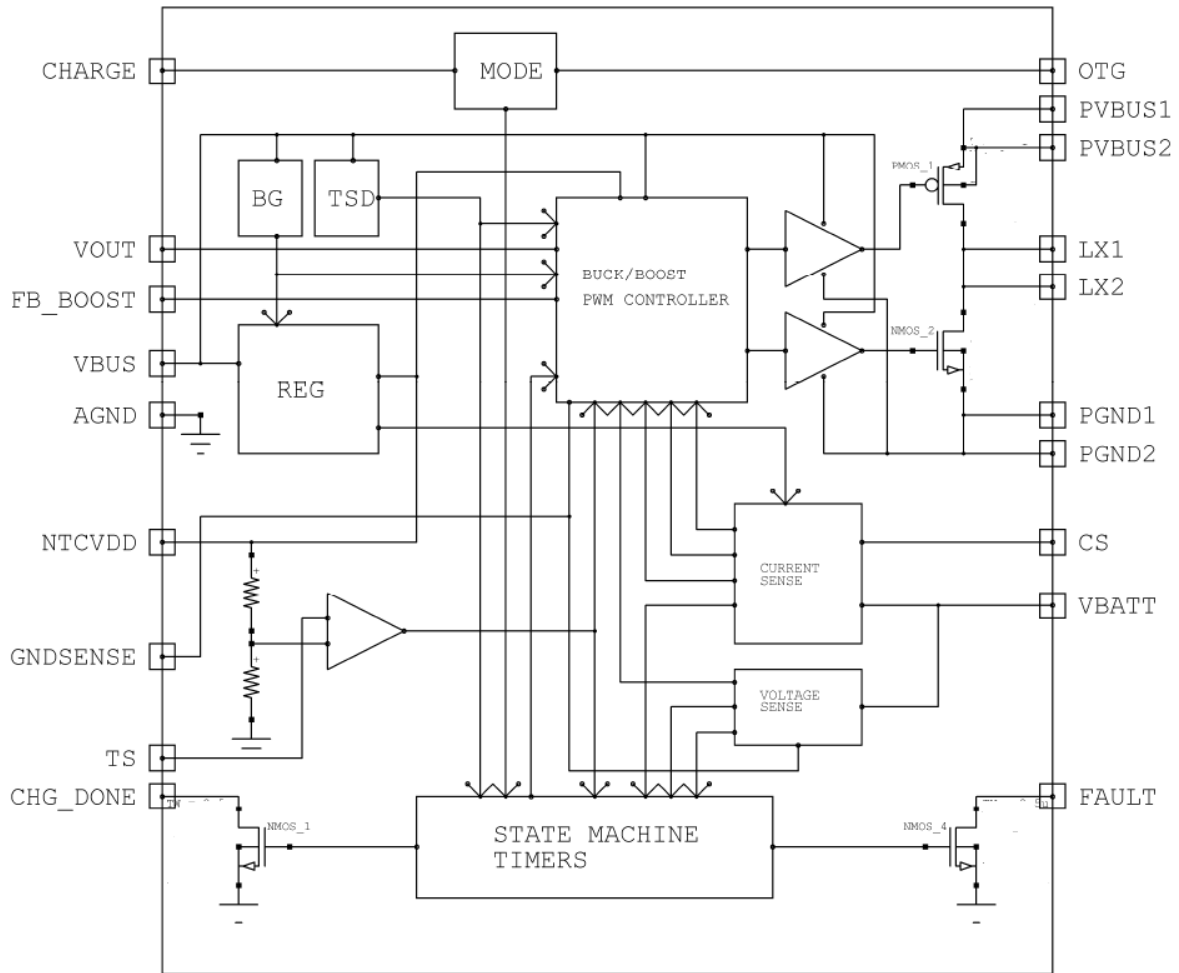 CHARGE
MODE
OTG
PVBUS1
PVBUS2
PMOS_1
BG
TSD
VOUT
BUCK/BOOST
PWM CONTROLLER
LX1
LX2
FB_BOOST
NMOS_2
VBUS
REG
AGND
PGND1
PGND2
NTCVDD
CS
CURRENT
SENSE
+
VBATT
GNDSENSE
+
VOLTAGE
SENSE
TS
CHG_DONE
FAULT
NMOS_1
STATE MACHINE
TIMERS
NMOS_4